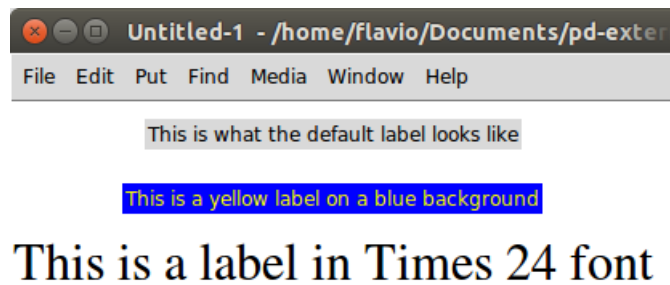 Untitled-1 - /home/flavio/Documents/pd-exter
File Edit Put Find Media Window Help
This is what the default label looks like
This is a yellow label on a blue background
This is a label in Times 24 font